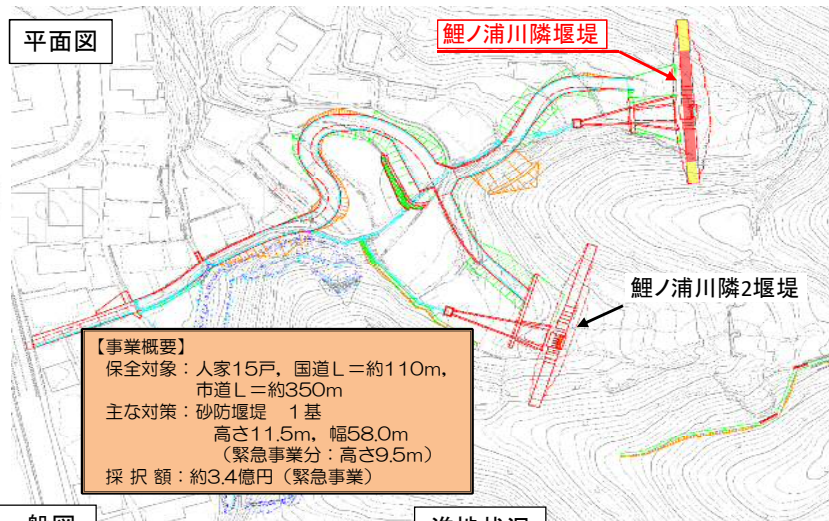 平面図
鯉ノ浦川隣堰堤
鯉ノ浦川隣2堰堤
【事業概要】
保全対象：人家15戸，国道Ｌ＝約110m，
市道Ｌ＝約350m
主な対策：砂防堰堤　１基
高さ11.5m，幅58.0m
（緊急事業分：高さ9.5m）
採 択 額：約3.4億円（緊急事業）